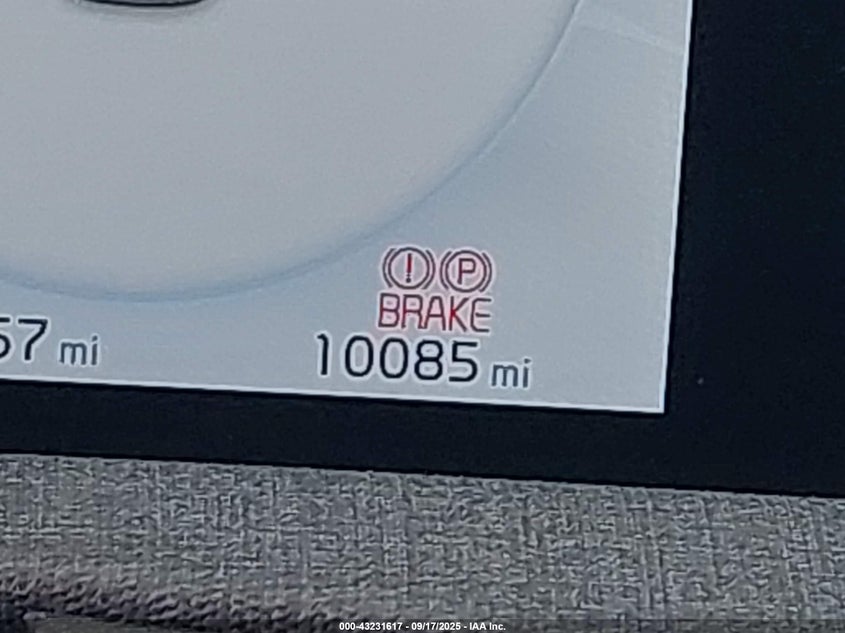 (!) (P)
BRAKE
57 mi
10085 mi
000-43231617 - 09/17/2025 - IAA Inc.